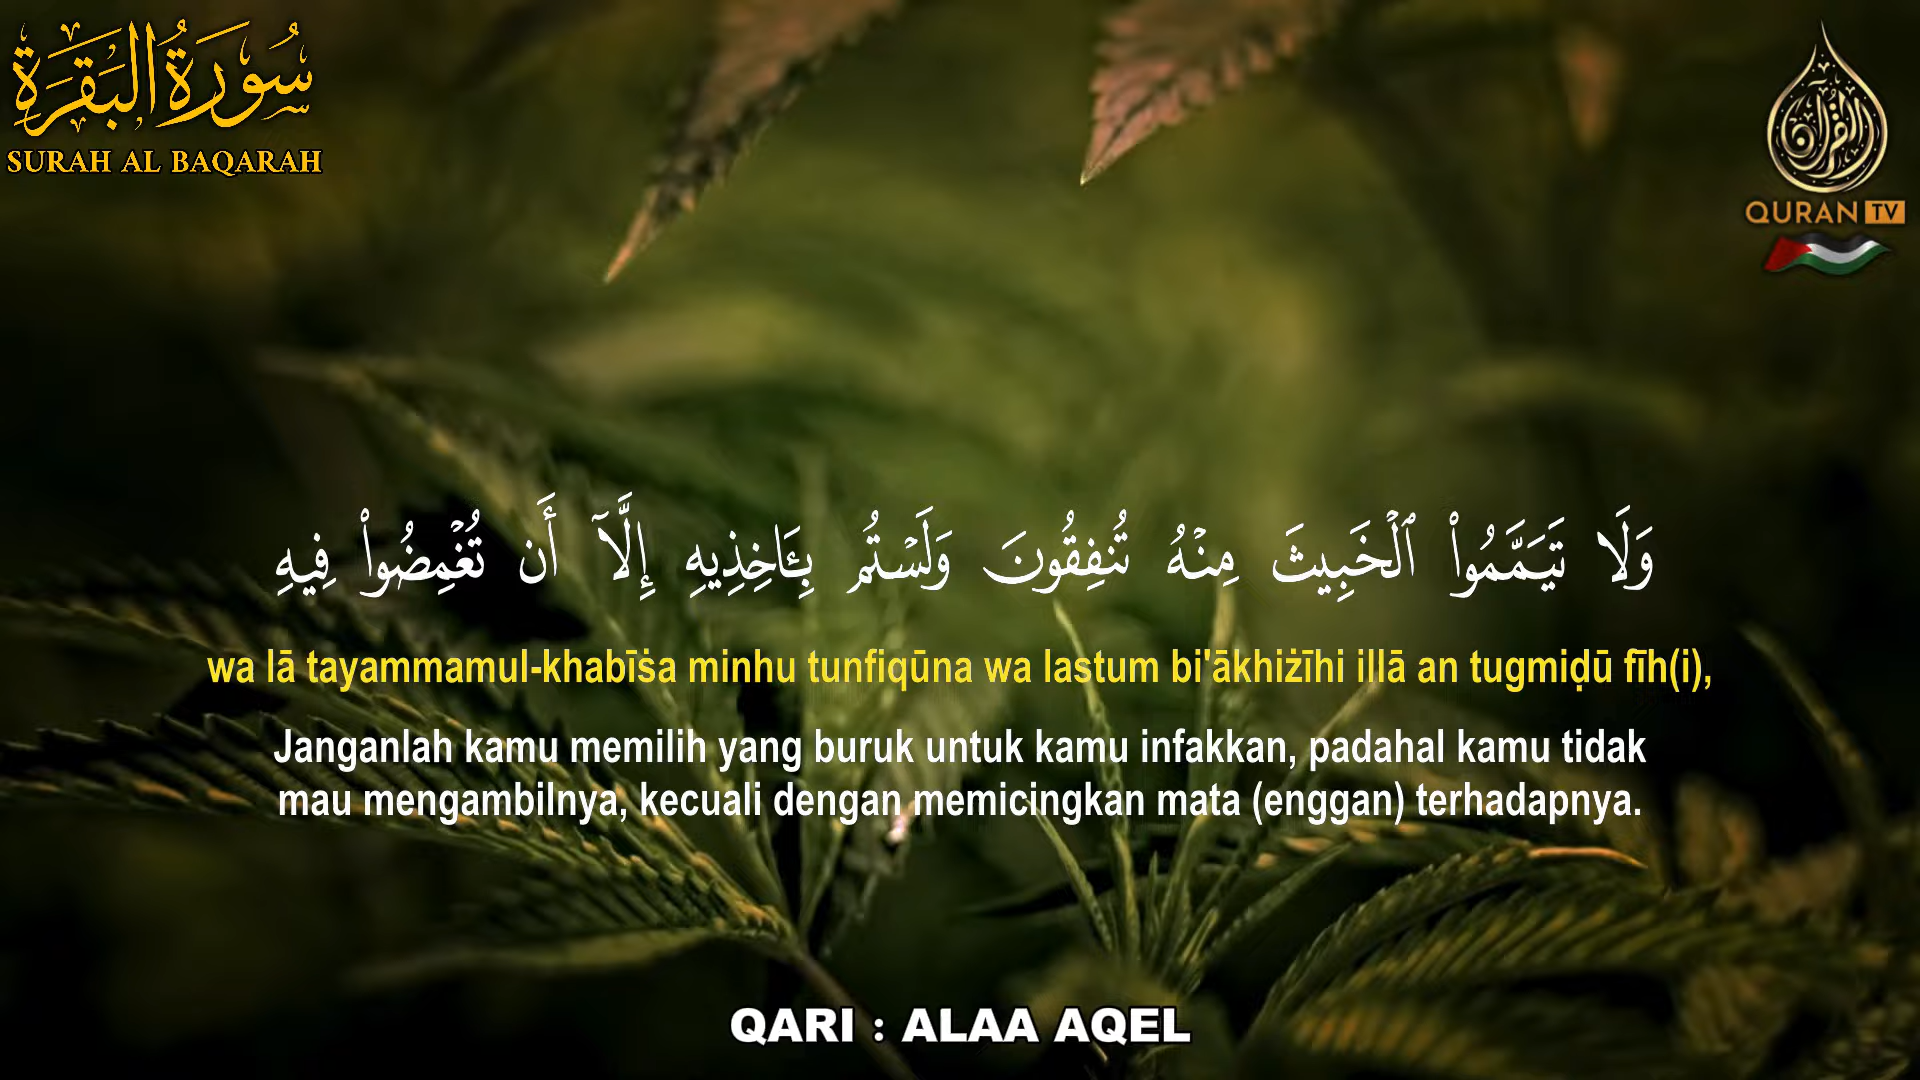 سُورَةُ الْبَقَرَةِ
SURAH AL BAQARAH
القرآن
QURAN TV
وَلَا تَيَمَّمُوا۟ ٱلْخَبِيثَ مِنْهُ تُنفِقُونَ وَلَسْتُم بِـَٔاخِذِيهِ إِلَّآ أَن تُغْمِضُوا۟ فِيهِ
wa lā tayammamul-khabīṡa minhu tunfiqūna wa lastum bi'ākhiżīhi illā an tugmiḍū fīh(i),
Janganlah kamu memilih yang buruk untuk kamu infakkan, padahal kamu tidak
mau mengambilnya, kecuali dengan memicingkan mata (enggan) terhadapnya.
QARI : ALAA AQEL